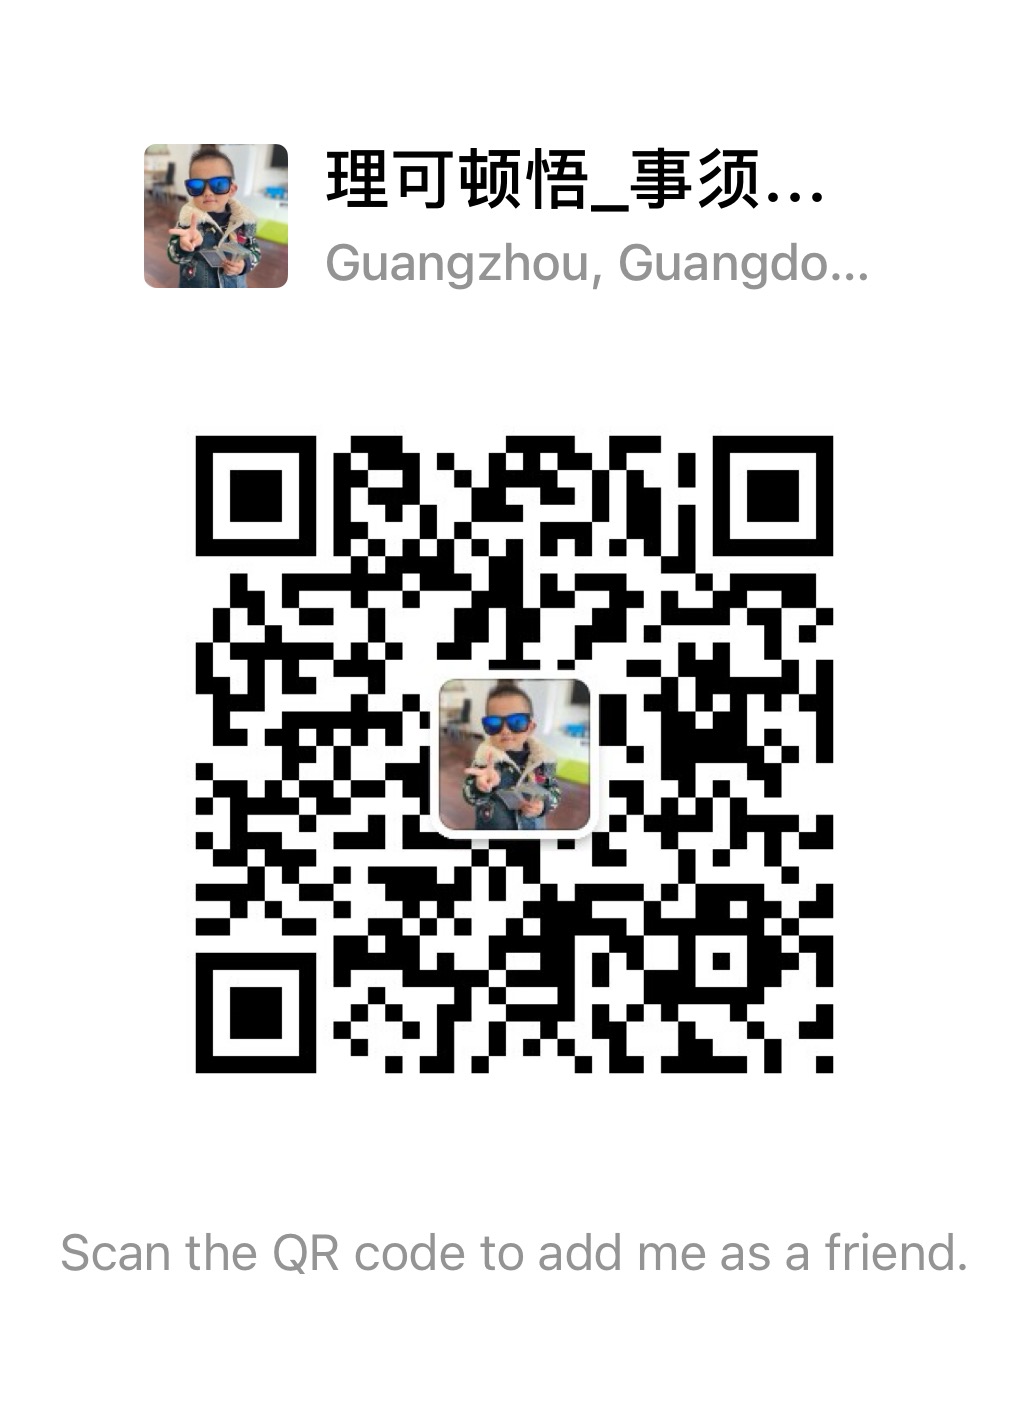 理可顿悟_事须...
Guangzhou, Guangdo...
Scan the QR code to add me as a friend.